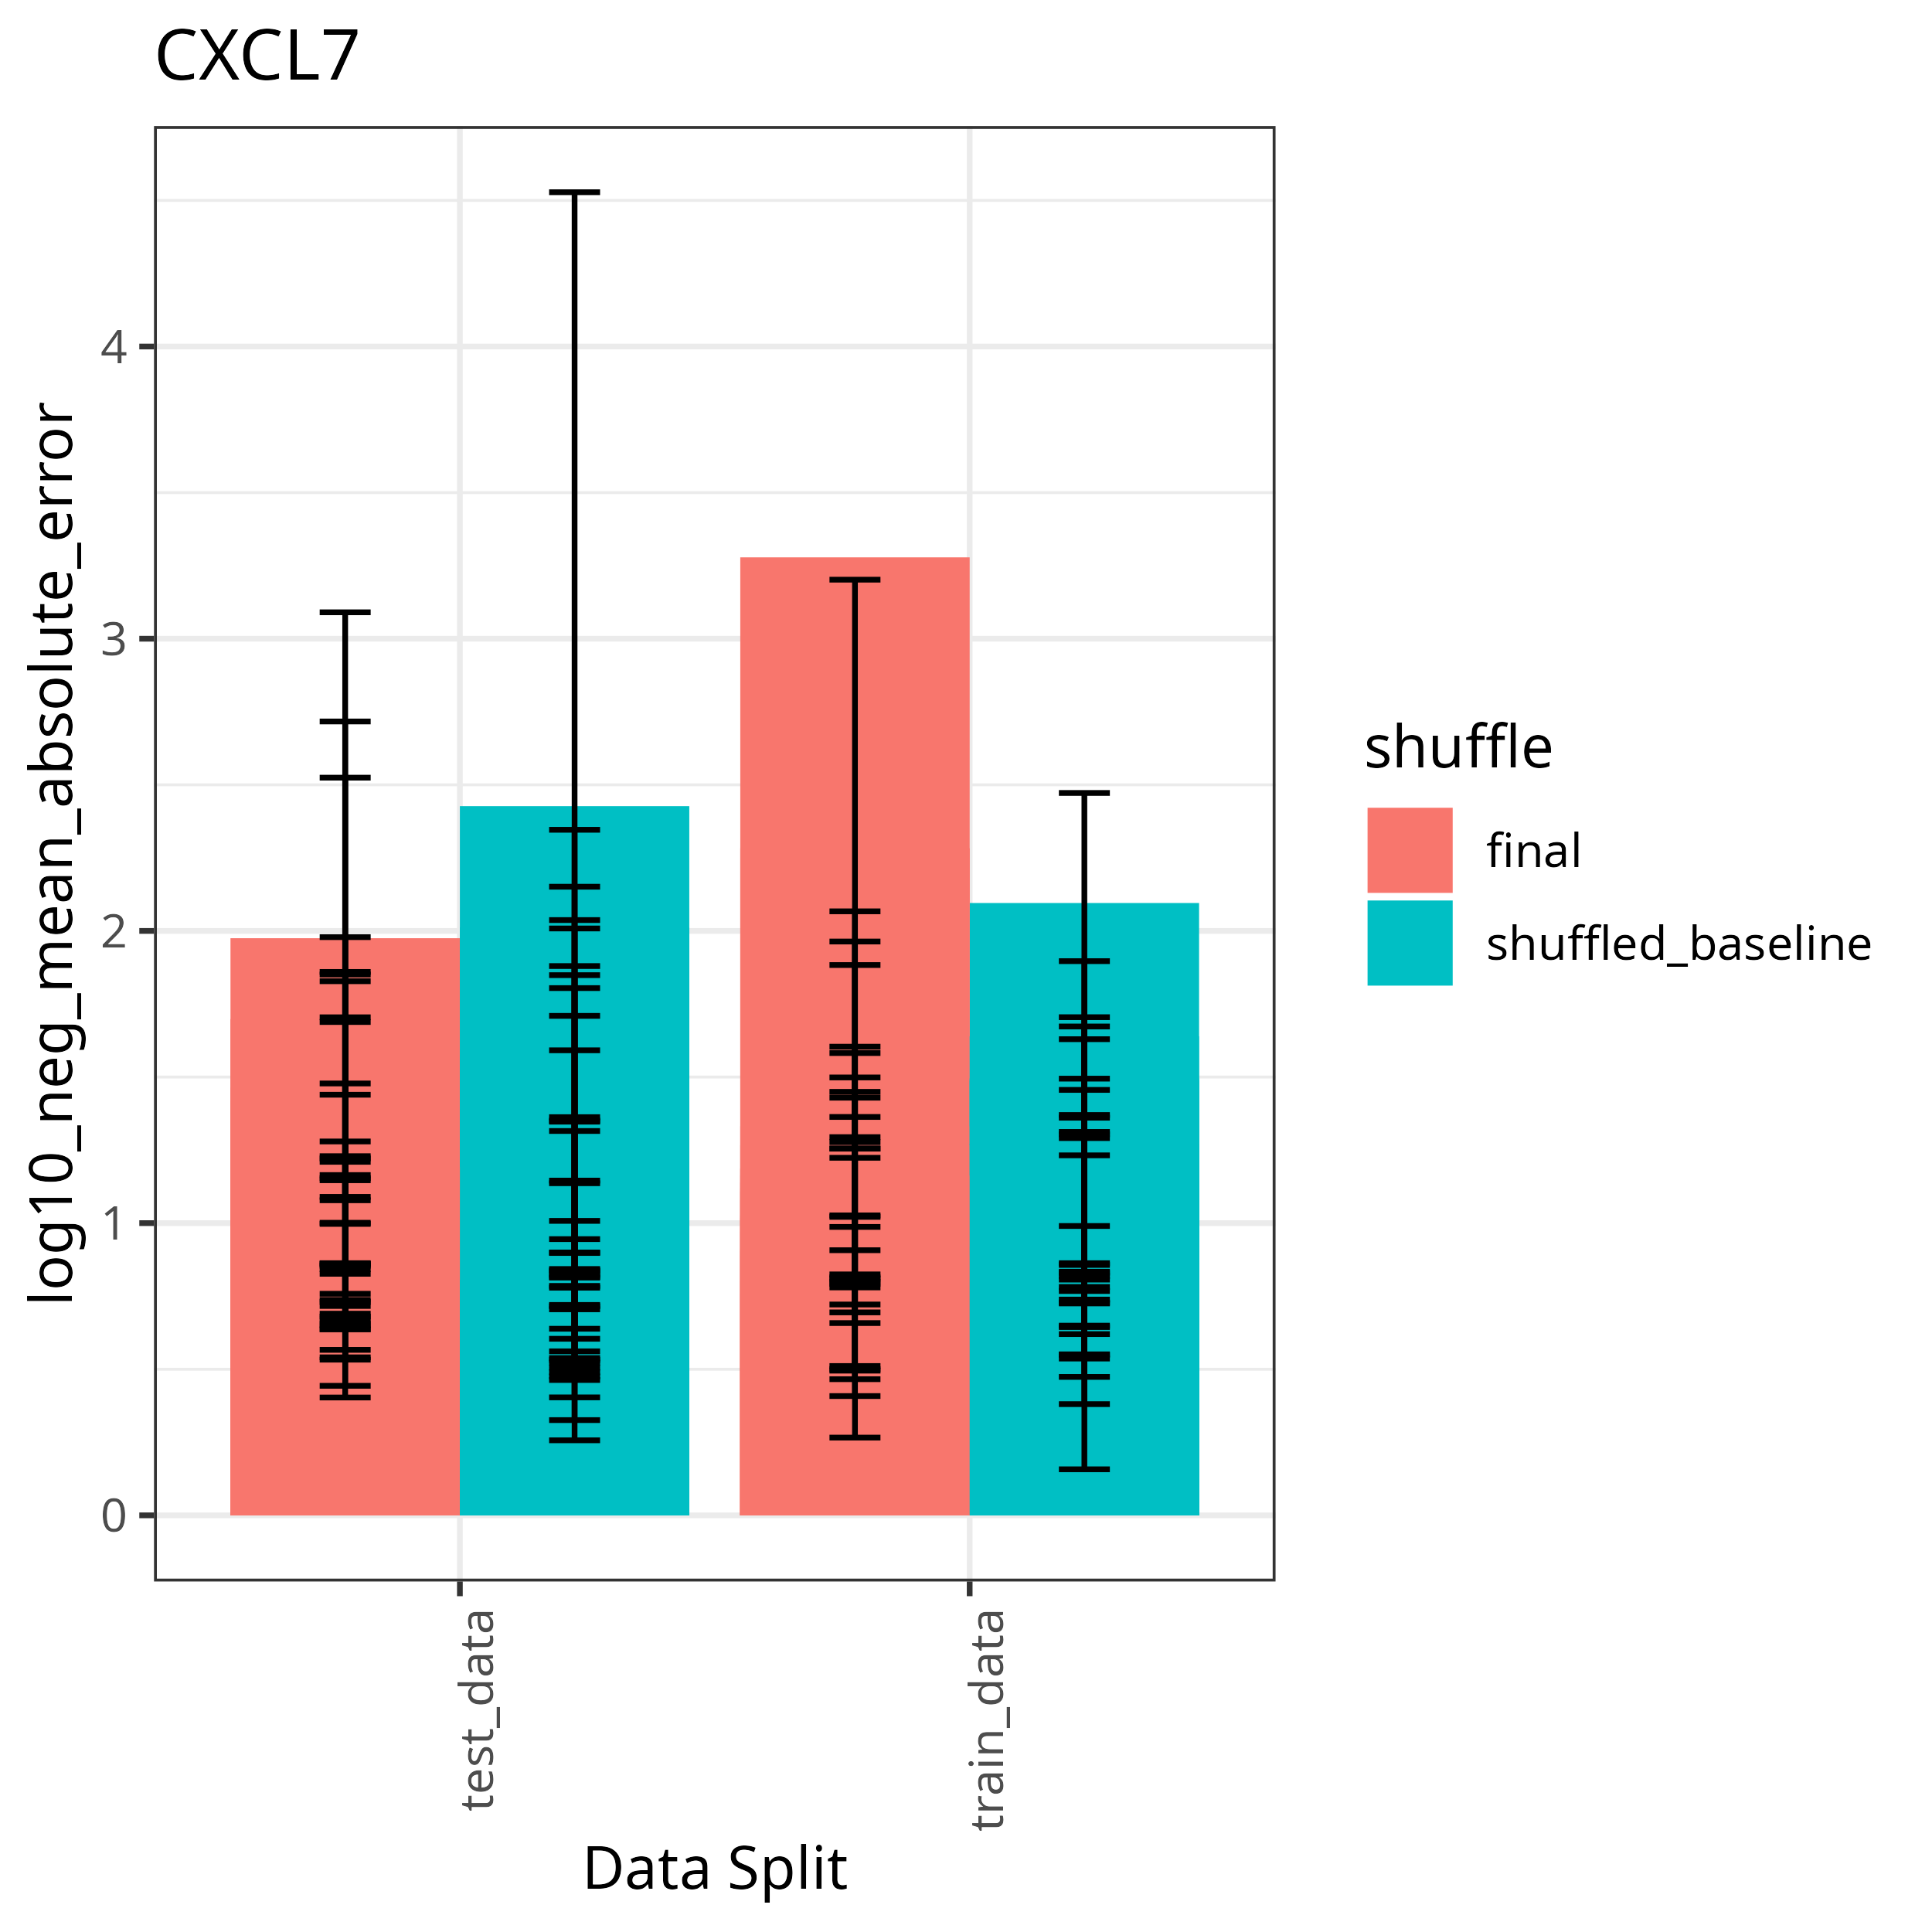 CXCL7
log10_neg_mean_absolute_error
4
3
2
1
0
test_data
train_data
Data Split
shuffle
final
shuffled_baseline